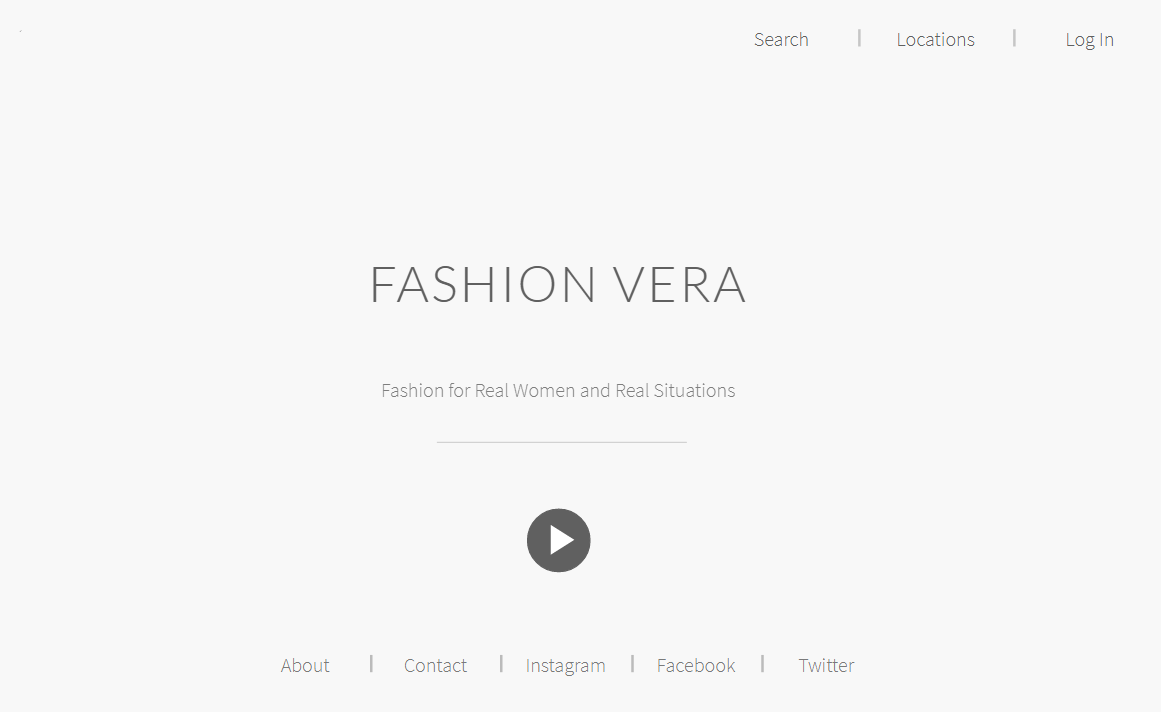 Search | Locations | Log In
FASHION VERA
Fashion for Real Women and Real Situations
About | Contact | Instagram | Facebook | Twitter